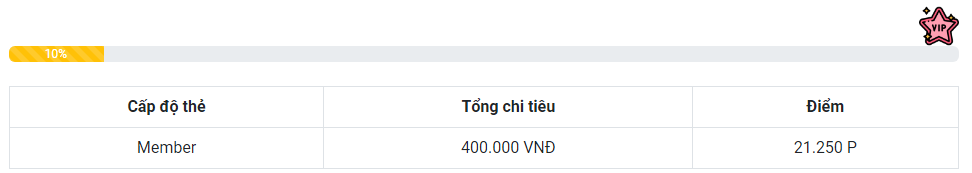 VIP
10%
Cấp độ thẻ Tổng chi tiêu Điểm
Member 400.000 VNĐ 21.250 P